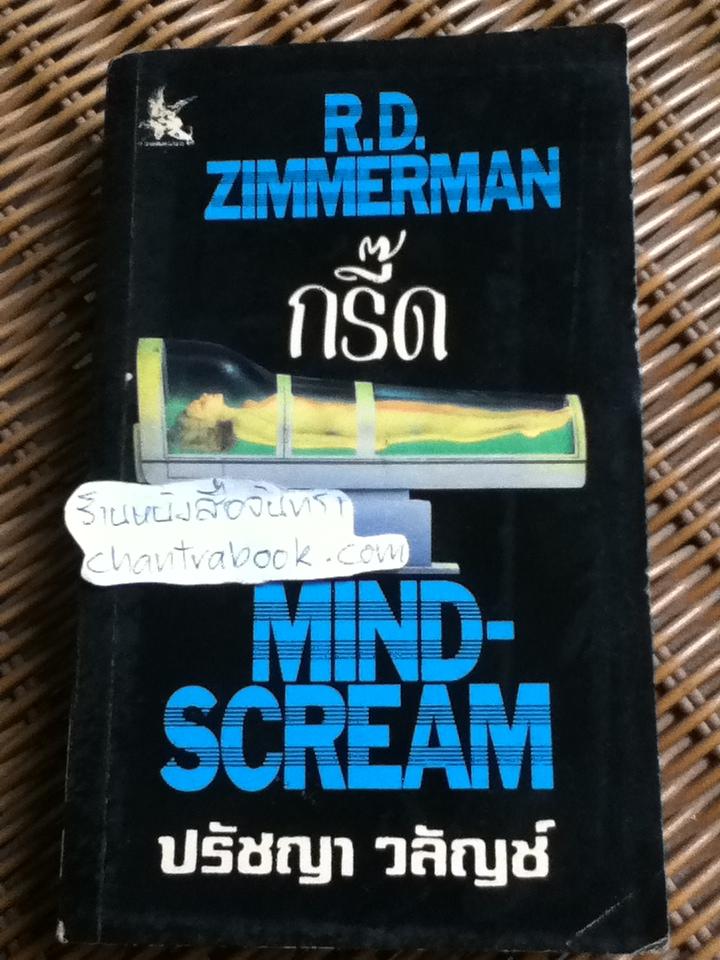 R.D.
ZIMMERMAN
กรี๊ด
ร้านหนังสือจันทรา
chantrabook.com
MIND-
SCREAM
ปรัชญา วลัญช์